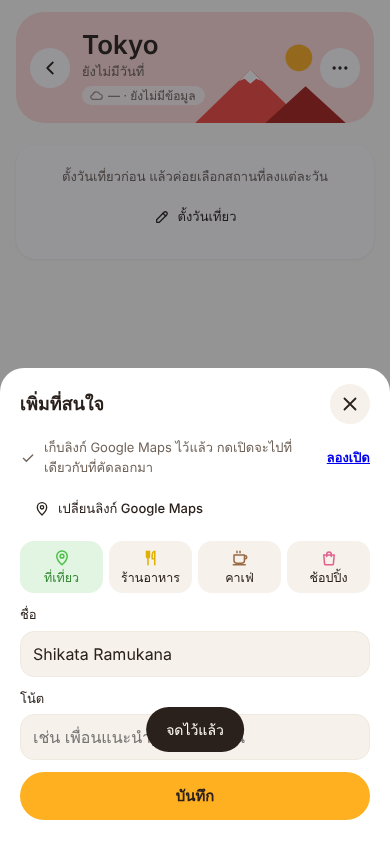 Tokyo
ยังไม่มีวันที่
— · ยังไม่มีข้อมูล
ตั้งวันเที่ยวก่อน แล้วค่อยเลือกสถานที่ลงแต่ละวัน
ตั้งวันเที่ยว
เพิ่มที่สนใจ
เก็บลิงก์ Google Maps ไว้แล้ว กดเปิดจะไปที่
เดียวกับที่คัดลอกมา
ลองเปิด
เปลี่ยนลิงก์ Google Maps
ที่เที่ยว
ร้านอาหาร
คาเฟ่
ช้อปปิ้ง
ชื่อ
Shikata Ramukana
โน้ต
เช่น เพื่อนแนะนำ
จดไว้แล้ว
บันทึก